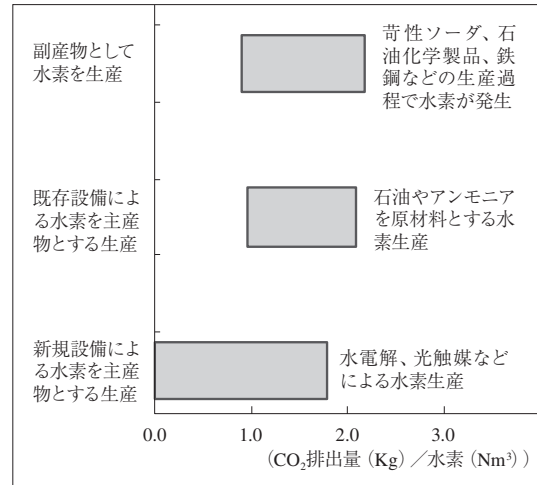 副産物として
水素を生産
苛性ソーダ、石
油化学製品、鉄
鋼などの生産過
程で水素が発生
既存設備によ
る水素を主産
物とする生産
石油やアンモニア
を原材料とする水
素生産
新規設備によ
る水素を主産
物とする生産
水電解、光触媒など
による水素生産
0.0 1.0 2.0 3.0
(CO₂排出量（Kg）／水素（Nm³））